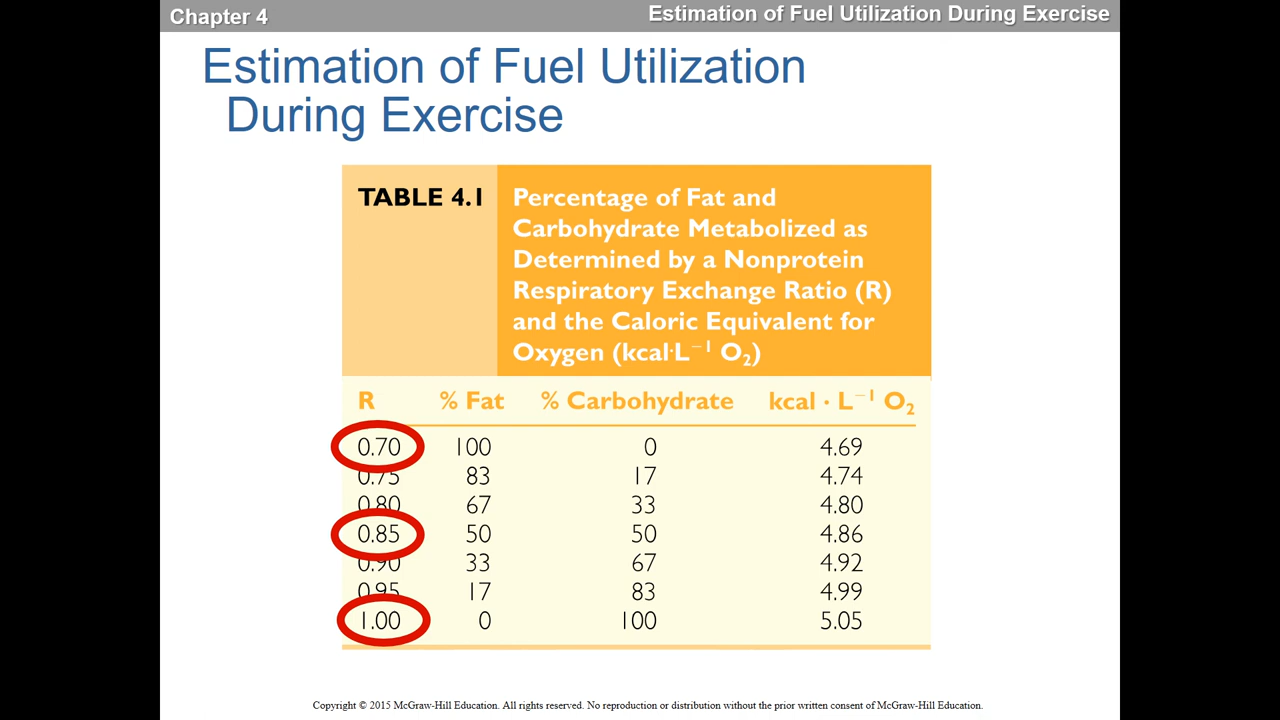 Chapter 4
Estimation of Fuel Utilization During Exercise
Estimation of Fuel Utilization
During Exercise
TABLE 4.1
Percentage of Fat and
Carbohydrate Metabolized as
Determined by a Nonprotein
Respiratory Exchange Ratio (R)
and the Caloric Equivalent for
Oxygen (kcal·L⁻¹ O₂)
R % Fat % Carbohydrate kcal · L⁻¹ O₂
0.70 100 0 4.69
0.75 83 17 4.74
0.80 67 33 4.80
0.85 50 50 4.86
0.90 33 67 4.92
0.95 17 83 4.99
1.00 0 100 5.05
Copyright © 2015 McGraw-Hill Education. All rights reserved. No reproduction or distribution without the prior written consent of McGraw-Hill Education.